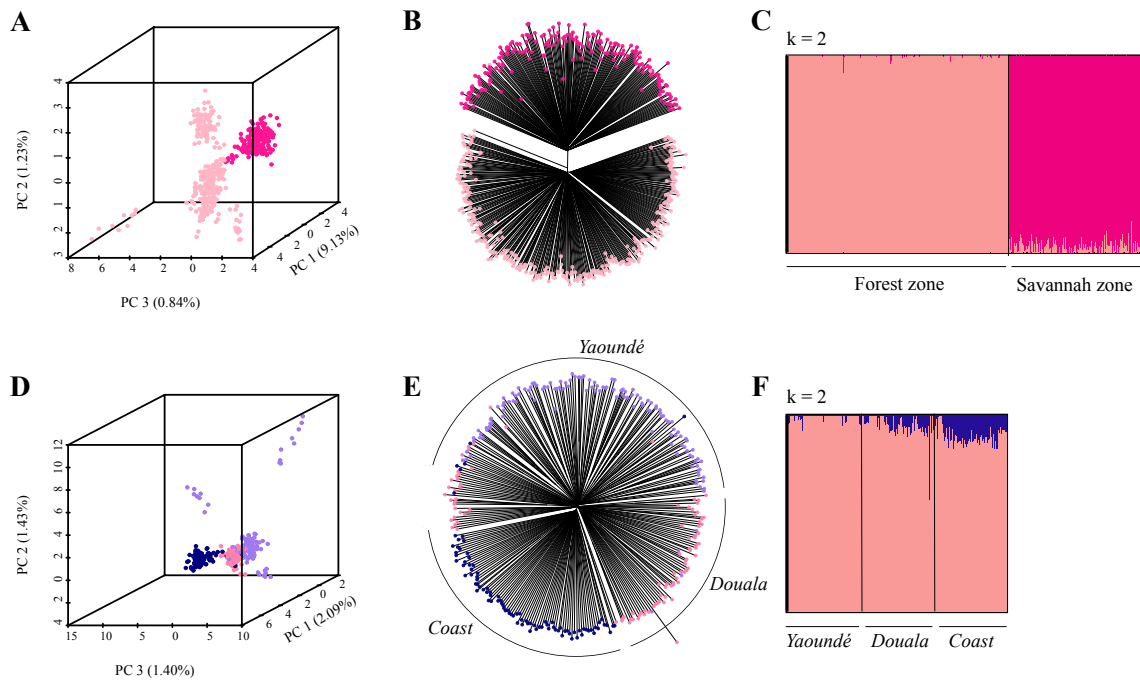 A
4
3
2
1
0
1
2
3
PC 2 (1.23%)
8
6
4
2
0
2
4
PC 3 (0.84%)
4
2
0
2
4
PC 1 (9.13%)
B
C
k = 2
Forest zone
Savannah zone
D
12
10
8
6
4
2
0
2
4
PC 2 (1.43%)
15
10
5
0
5
10
PC 3 (1.40%)
6
4
2
0
2
PC 1 (2.09%)
E
Yaoundé
Douala
Coast
F
k = 2
Yaoundé
Douala
Coast